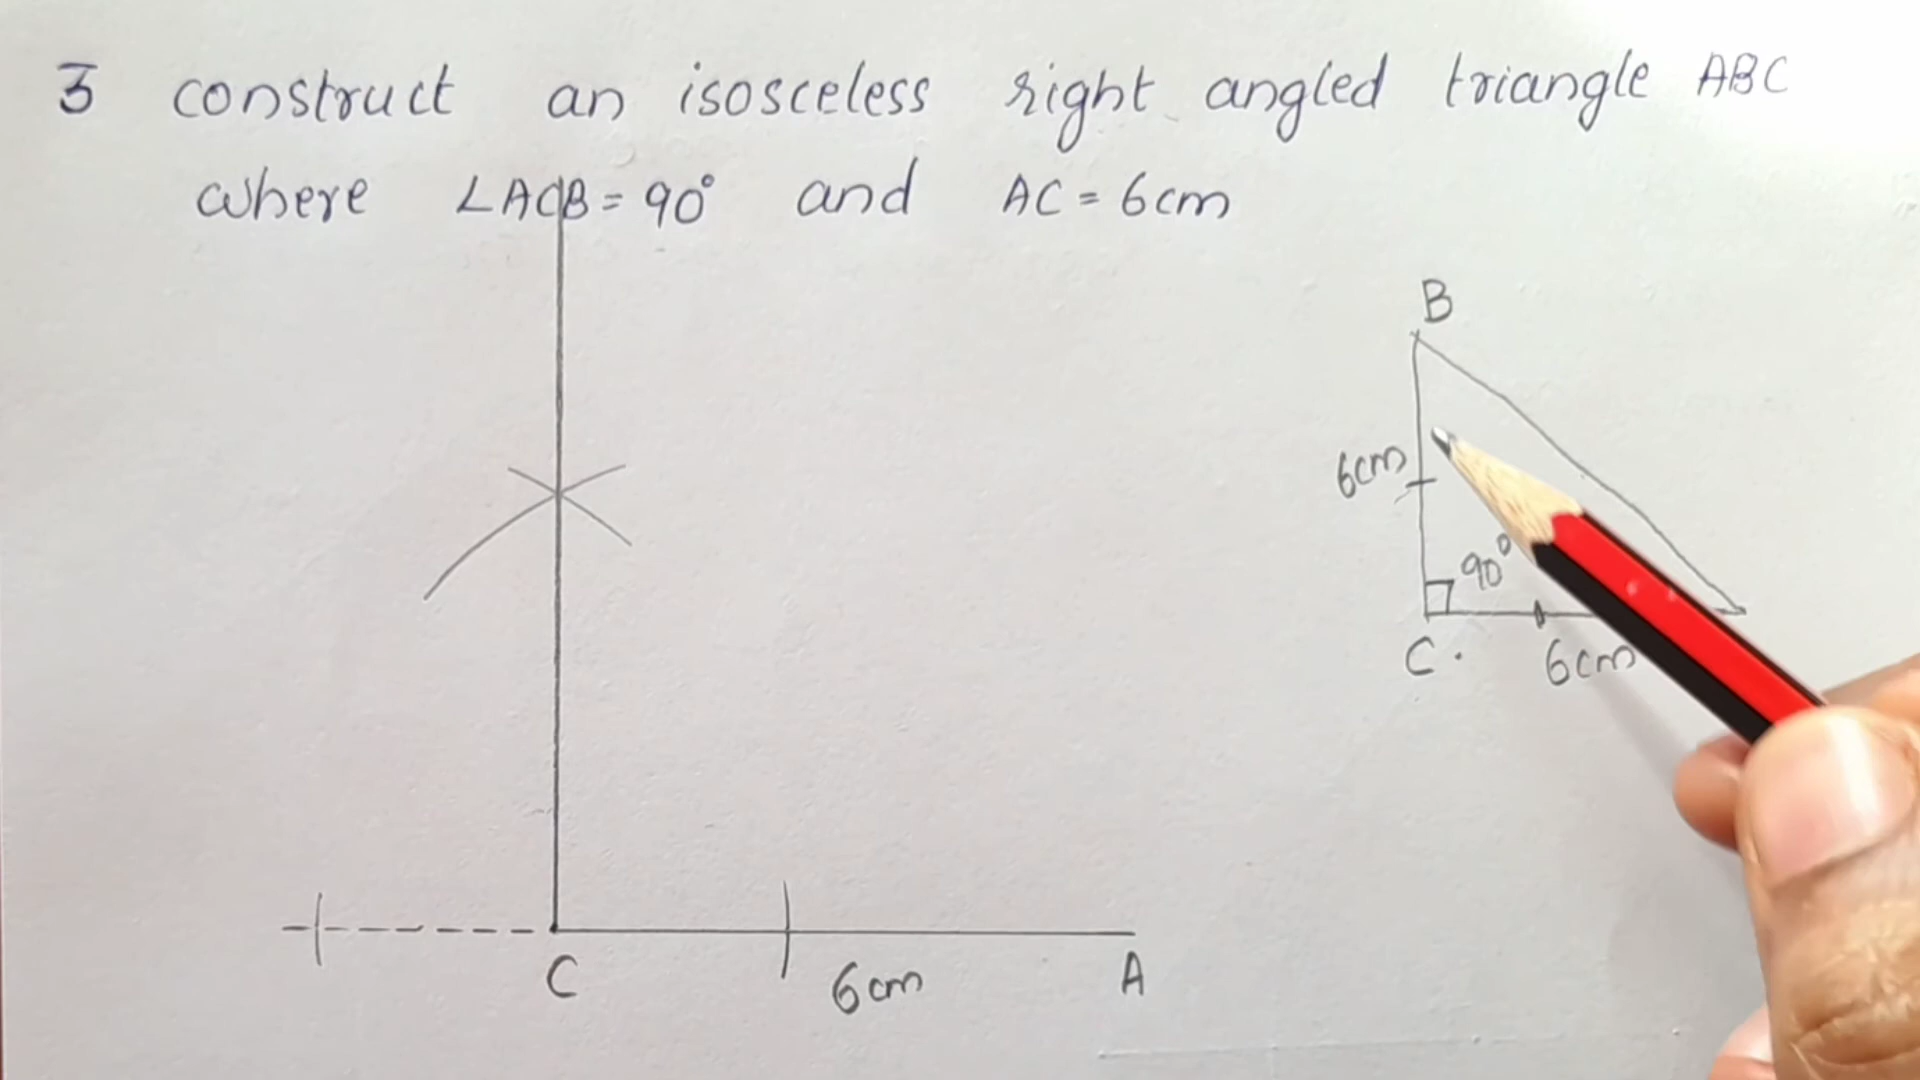 3 construct an isosceless right angled triangle ABC
where ∠ACB = 90° and AC = 6cm
B
6cm
90°
C .
6cm
C
6cm
A